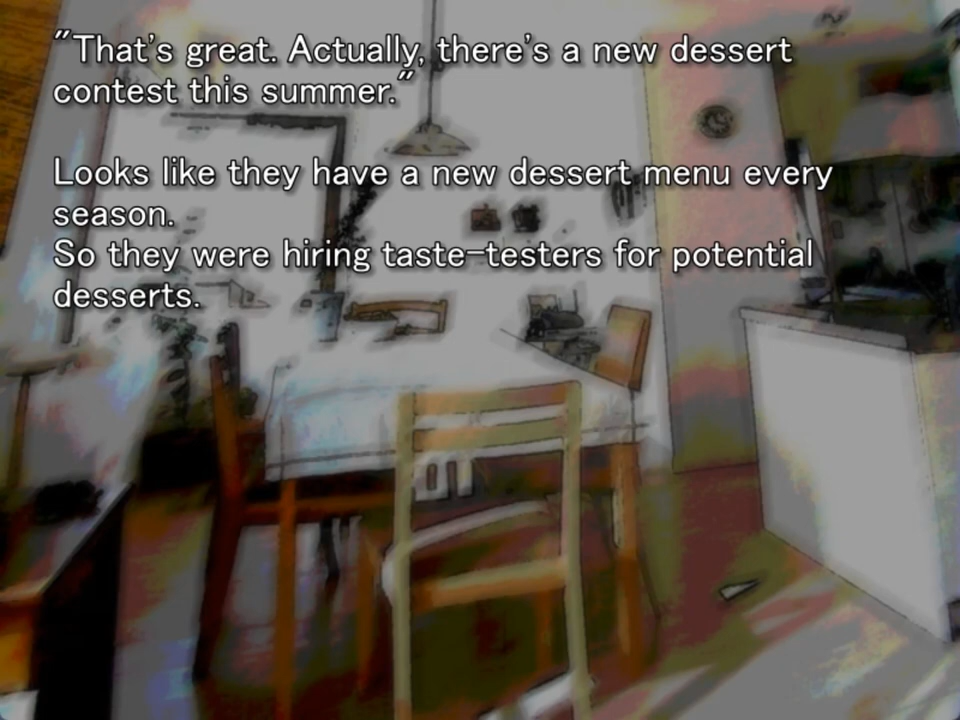 "That's great. Actually, there's a new dessert
contest this summer."
Looks like they have a new dessert menu every
season.
So they were hiring taste-testers for potential
desserts.